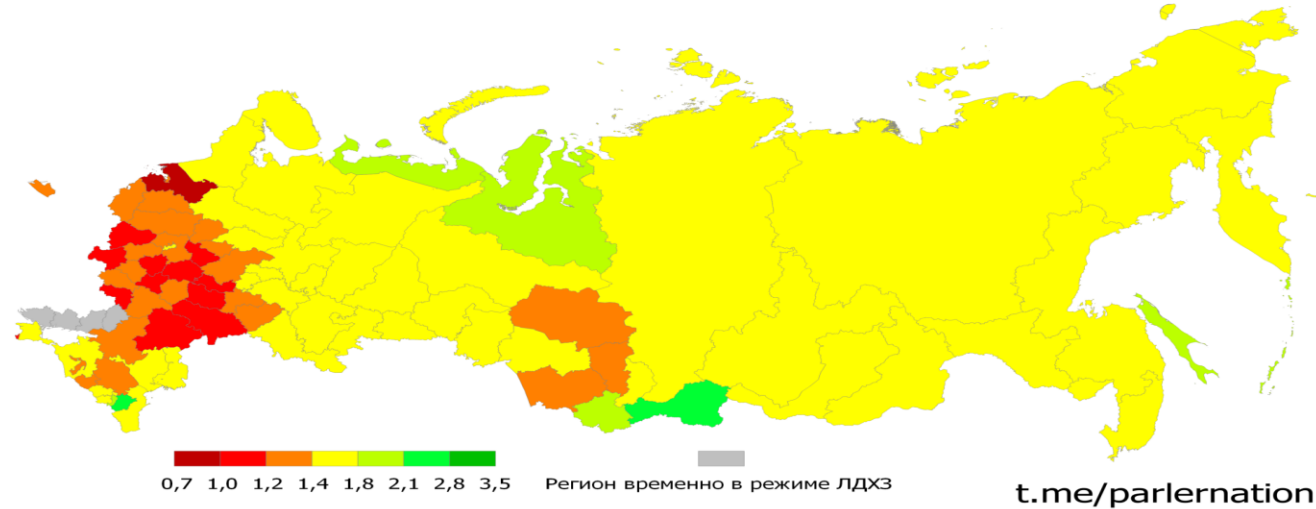 0,7 1,0 1,2 1,4 1,8 2,1 2,8 3,5
Регион временно в режиме ЛДХЗ
t.me/parlernation